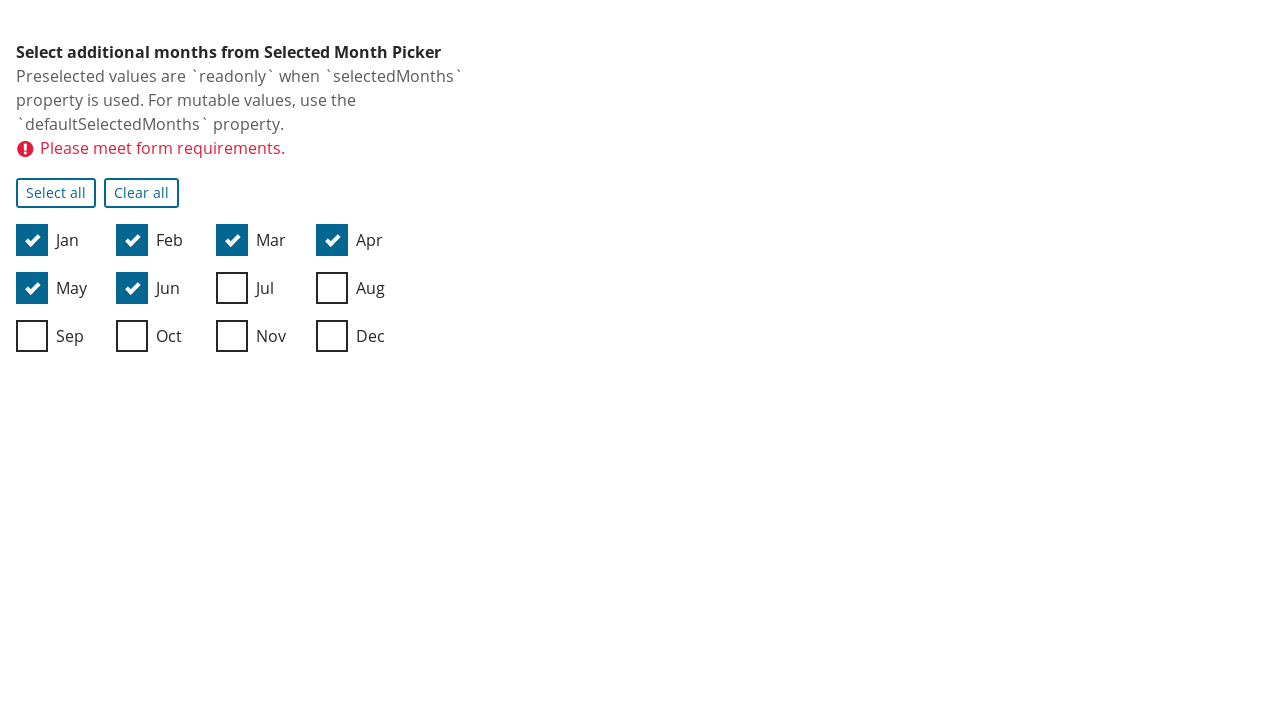 Select additional months from Selected Month Picker
Preselected values are `readonly` when `selectedMonths`
property is used. For mutable values, use the
`defaultSelectedMonths` property.
Please meet form requirements.
Select all Clear all
Jan Feb Mar Apr
May Jun Jul Aug
Sep Oct Nov Dec